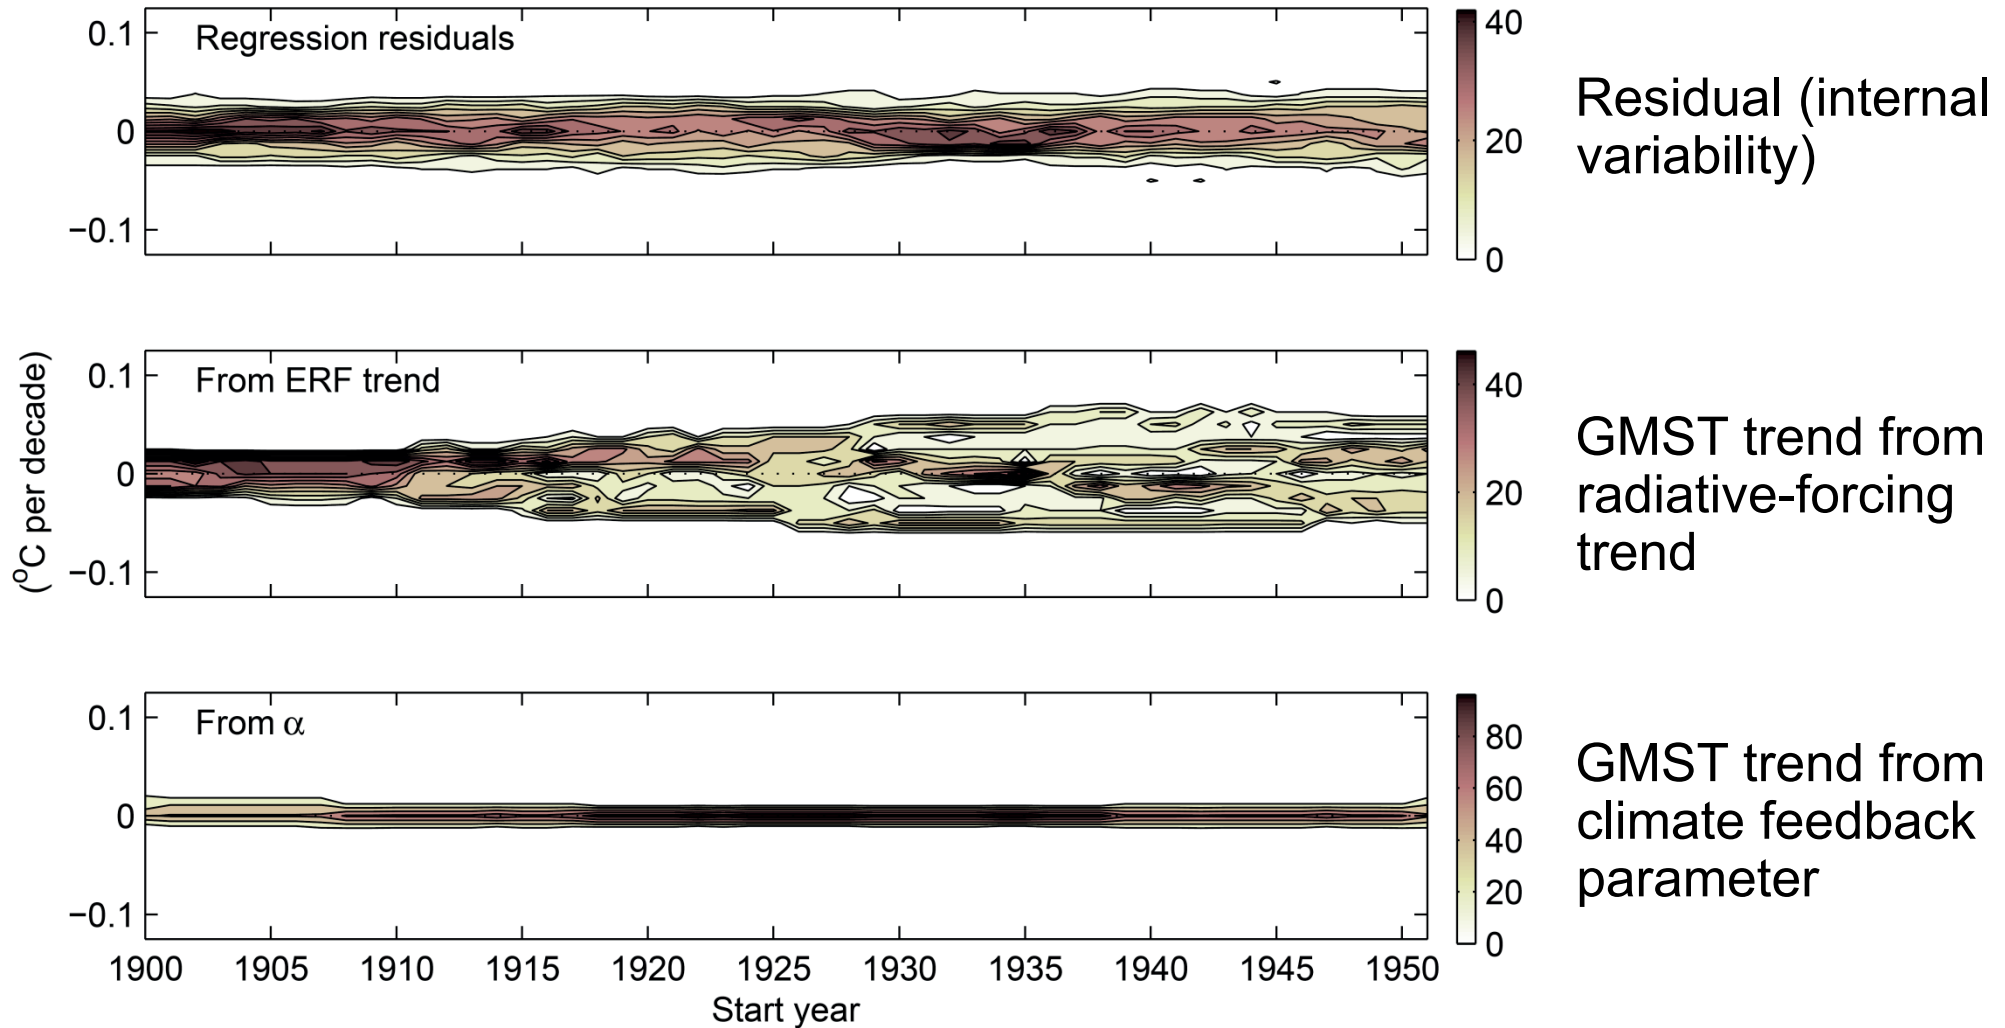 Regression residuals
0.1
0
−0.1
40
20
0
Residual (internal
variability)
(°C per decade)
From ERF trend
0.1
0
−0.1
40
20
0
GMST trend from
radiative-forcing
trend
From α
0.1
0
−0.1
80
60
40
20
0
GMST trend from
climate feedback
parameter
1900 1905 1910 1915 1920 1925 1930 1935 1940 1945 1950
Start year